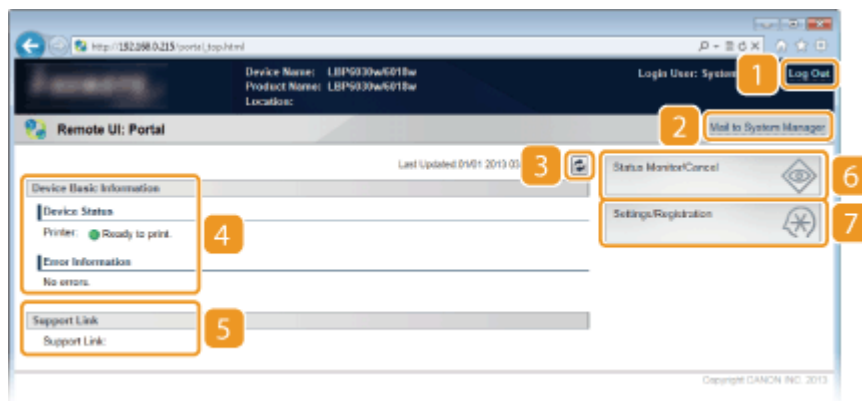 http://192.168.0.215/portal_top.html
Device Name: LBP6030w/6018w
Product Name: LBP6030w/6018w
Location:
Login User: System
1
Log Out
Remote UI: Portal
2
Mail to System Manager
Last Updated:01/01 2013 03
3
Status Monitor/Cancel
6
Device Basic Information
Device Status
Printer: Ready to print.
4
Settings/Registration
7
Error Information
No errors.
Support Link
5
Support Link:
Copyright CANON INC. 2013